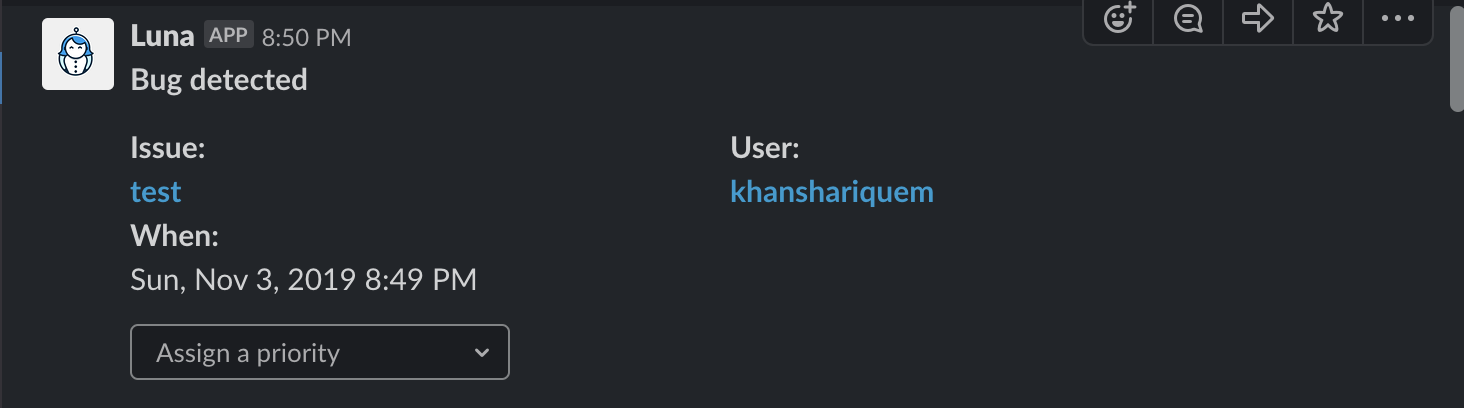 Luna APP 8:50 PM
Bug detected
Issue:
test
User:
khanshariquem
When:
Sun, Nov 3, 2019 8:49 PM
Assign a priority